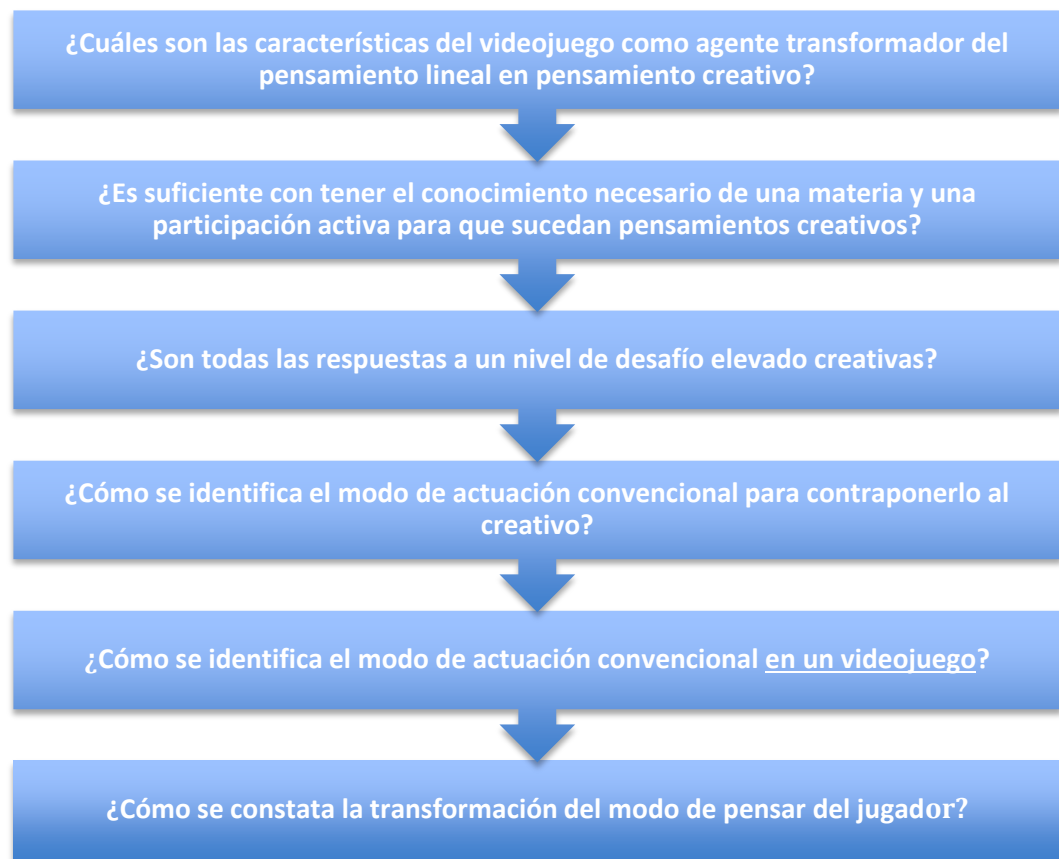 ¿Cuáles son las características del videojuego como agente transformador del
pensamiento lineal en pensamiento creativo?
¿Es suficiente con tener el conocimiento necesario de una materia y una
participación activa para que sucedan pensamientos creativos?
¿Son todas las respuestas a un nivel de desafío elevado creativas?
¿Cómo se identifica el modo de actuación convencional para contraponerlo al
creativo?
¿Cómo se identifica el modo de actuación convencional en un videojuego?
¿Cómo se constata la transformación del modo de pensar del jugador?